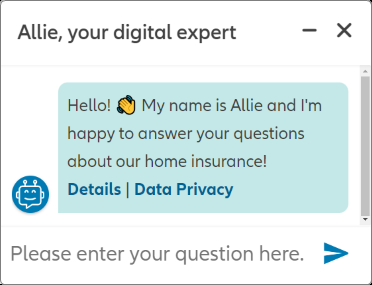 Allie, your digital expert
Hello! 👏 My name is Allie and I'm
happy to answer your questions
about our home insurance!
Details | Data Privacy
Please enter your question here.